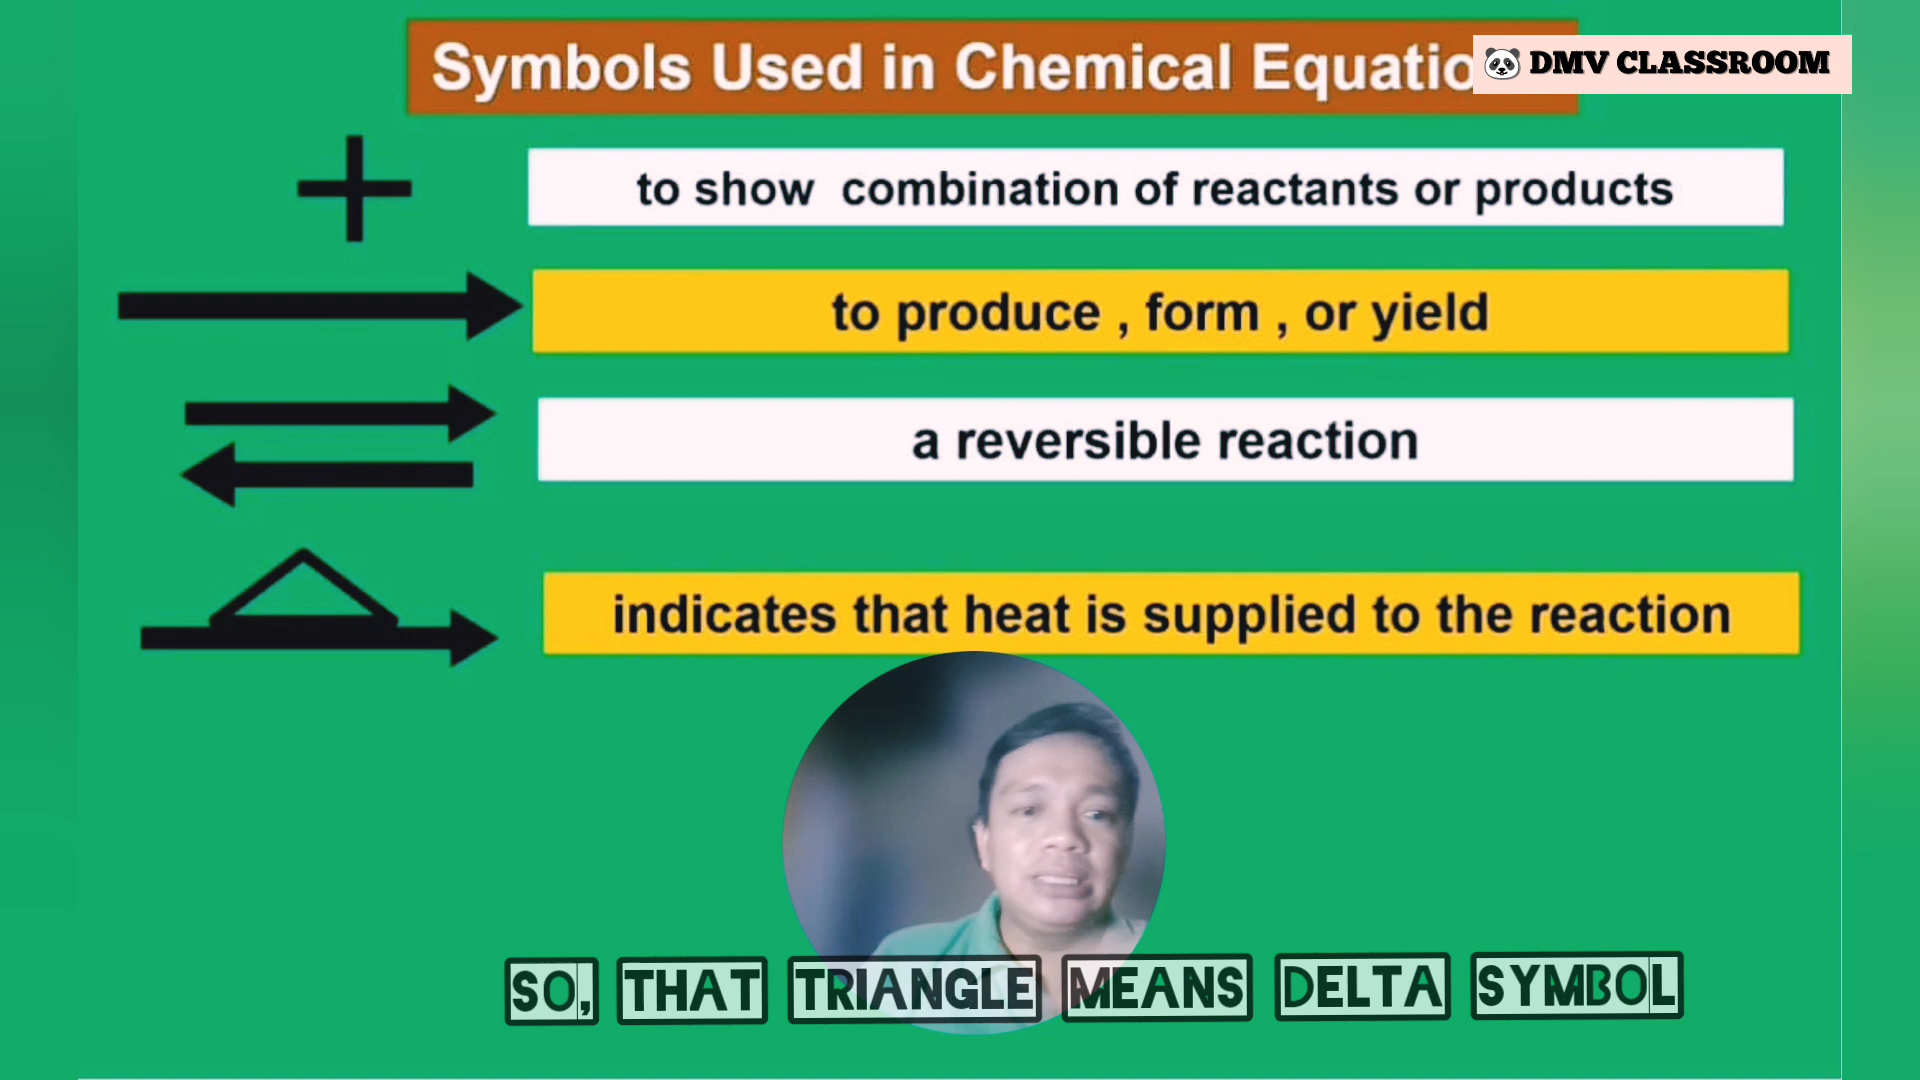 Symbols Used in Chemical Equatio
DMV CLASSROOM
to show combination of reactants or products
to produce , form , or yield
a reversible reaction
indicates that heat is supplied to the reaction
SO, THAT TRIANGLE MEANS DELTA SYMBOL